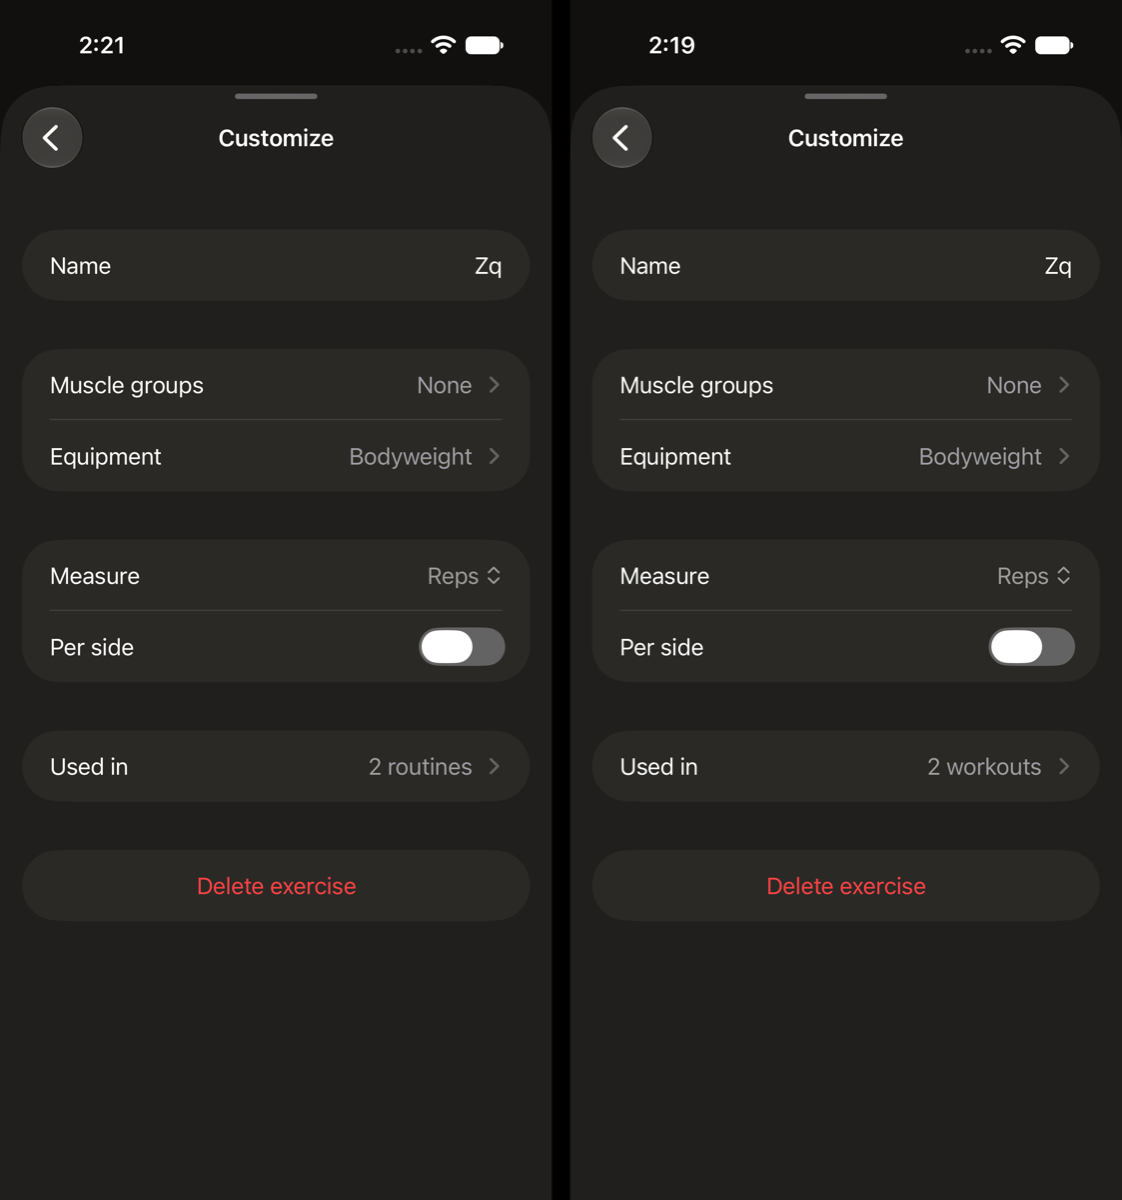 2:21
Customize
Name Zq
Muscle groups None
Equipment Bodyweight
Measure Reps
Per side
Used in 2 routines
Delete exercise
2:19
Customize
Name Zq
Muscle groups None
Equipment Bodyweight
Measure Reps
Per side
Used in 2 workouts
Delete exercise